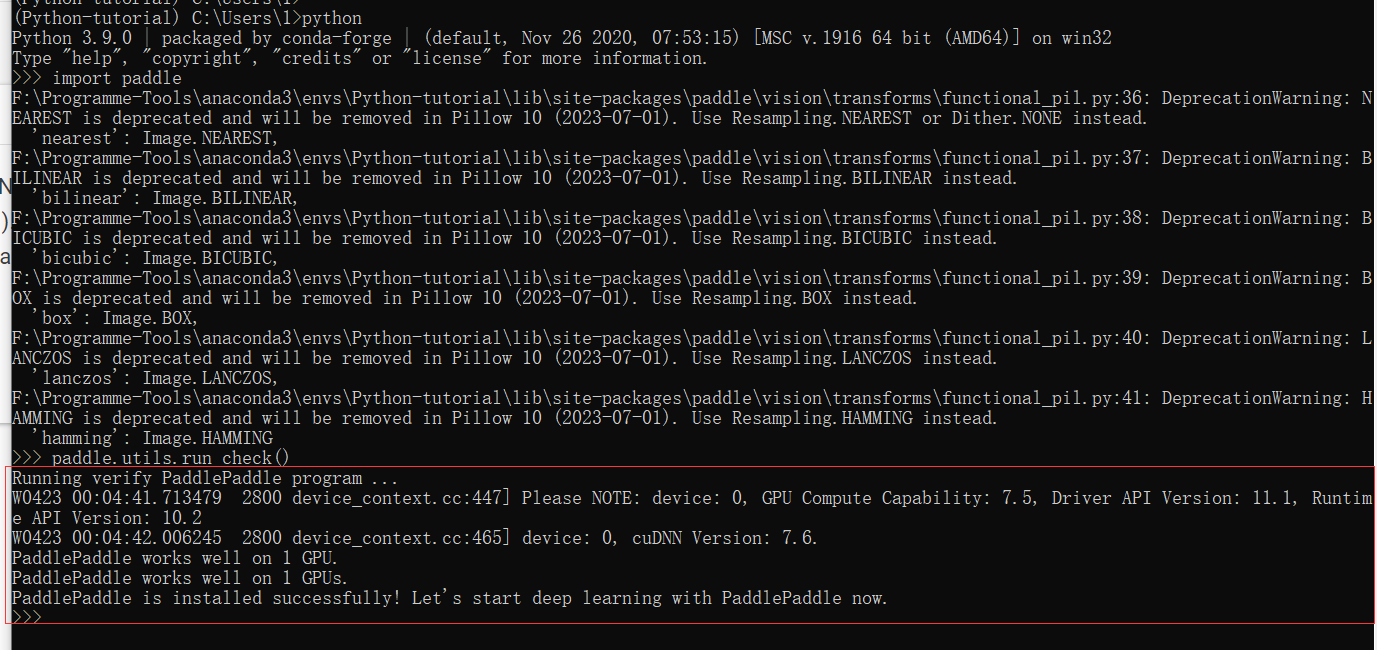 (Python-tutorial) C:\Users\l>
(Python-tutorial) C:\Users\l>python
Python 3.9.0 | packaged by conda-forge | (default, Nov 26 2020, 07:53:15) [MSC v.1916 64 bit (AMD64)] on win32
Type "help", "copyright", "credits" or "license" for more information.
>>> import paddle
F:\Programme-Tools\anaconda3\envs\Python-tutorial\lib\site-packages\paddle\vision\transforms\functional_pil.py:36: DeprecationWarning: N
EAREST is deprecated and will be removed in Pillow 10 (2023-07-01). Use Resampling.NEAREST or Dither.NONE instead.
  'nearest': Image.NEAREST,
F:\Programme-Tools\anaconda3\envs\Python-tutorial\lib\site-packages\paddle\vision\transforms\functional_pil.py:37: DeprecationWarning: B
ILINEAR is deprecated and will be removed in Pillow 10 (2023-07-01). Use Resampling.BILINEAR instead.
  'bilinear': Image.BILINEAR,
F:\Programme-Tools\anaconda3\envs\Python-tutorial\lib\site-packages\paddle\vision\transforms\functional_pil.py:38: DeprecationWarning: B
ICUBIC is deprecated and will be removed in Pillow 10 (2023-07-01). Use Resampling.BICUBIC instead.
  'bicubic': Image.BICUBIC,
F:\Programme-Tools\anaconda3\envs\Python-tutorial\lib\site-packages\paddle\vision\transforms\functional_pil.py:39: DeprecationWarning: B
OX is deprecated and will be removed in Pillow 10 (2023-07-01). Use Resampling.BOX instead.
  'box': Image.BOX,
F:\Programme-Tools\anaconda3\envs\Python-tutorial\lib\site-packages\paddle\vision\transforms\functional_pil.py:40: DeprecationWarning: L
ANCZOS is deprecated and will be removed in Pillow 10 (2023-07-01). Use Resampling.LANCZOS instead.
  'lanczos': Image.LANCZOS,
F:\Programme-Tools\anaconda3\envs\Python-tutorial\lib\site-packages\paddle\vision\transforms\functional_pil.py:41: DeprecationWarning: H
AMMING is deprecated and will be removed in Pillow 10 (2023-07-01). Use Resampling.HAMMING instead.
  'hamming': Image.HAMMING
>>> paddle.utils.run_check()
Running verify PaddlePaddle program ...
W0423 00:04:41.713479  2800 device_context.cc:447] Please NOTE: device: 0, GPU Compute Capability: 7.5, Driver API Version: 11.1, Runtim
e API Version: 10.2
W0423 00:04:42.006245  2800 device_context.cc:465] device: 0, cuDNN Version: 7.6.
PaddlePaddle works well on 1 GPU.
PaddlePaddle works well on 1 GPUs.
PaddlePaddle is installed successfully! Let's start deep learning with PaddlePaddle now.
>>>